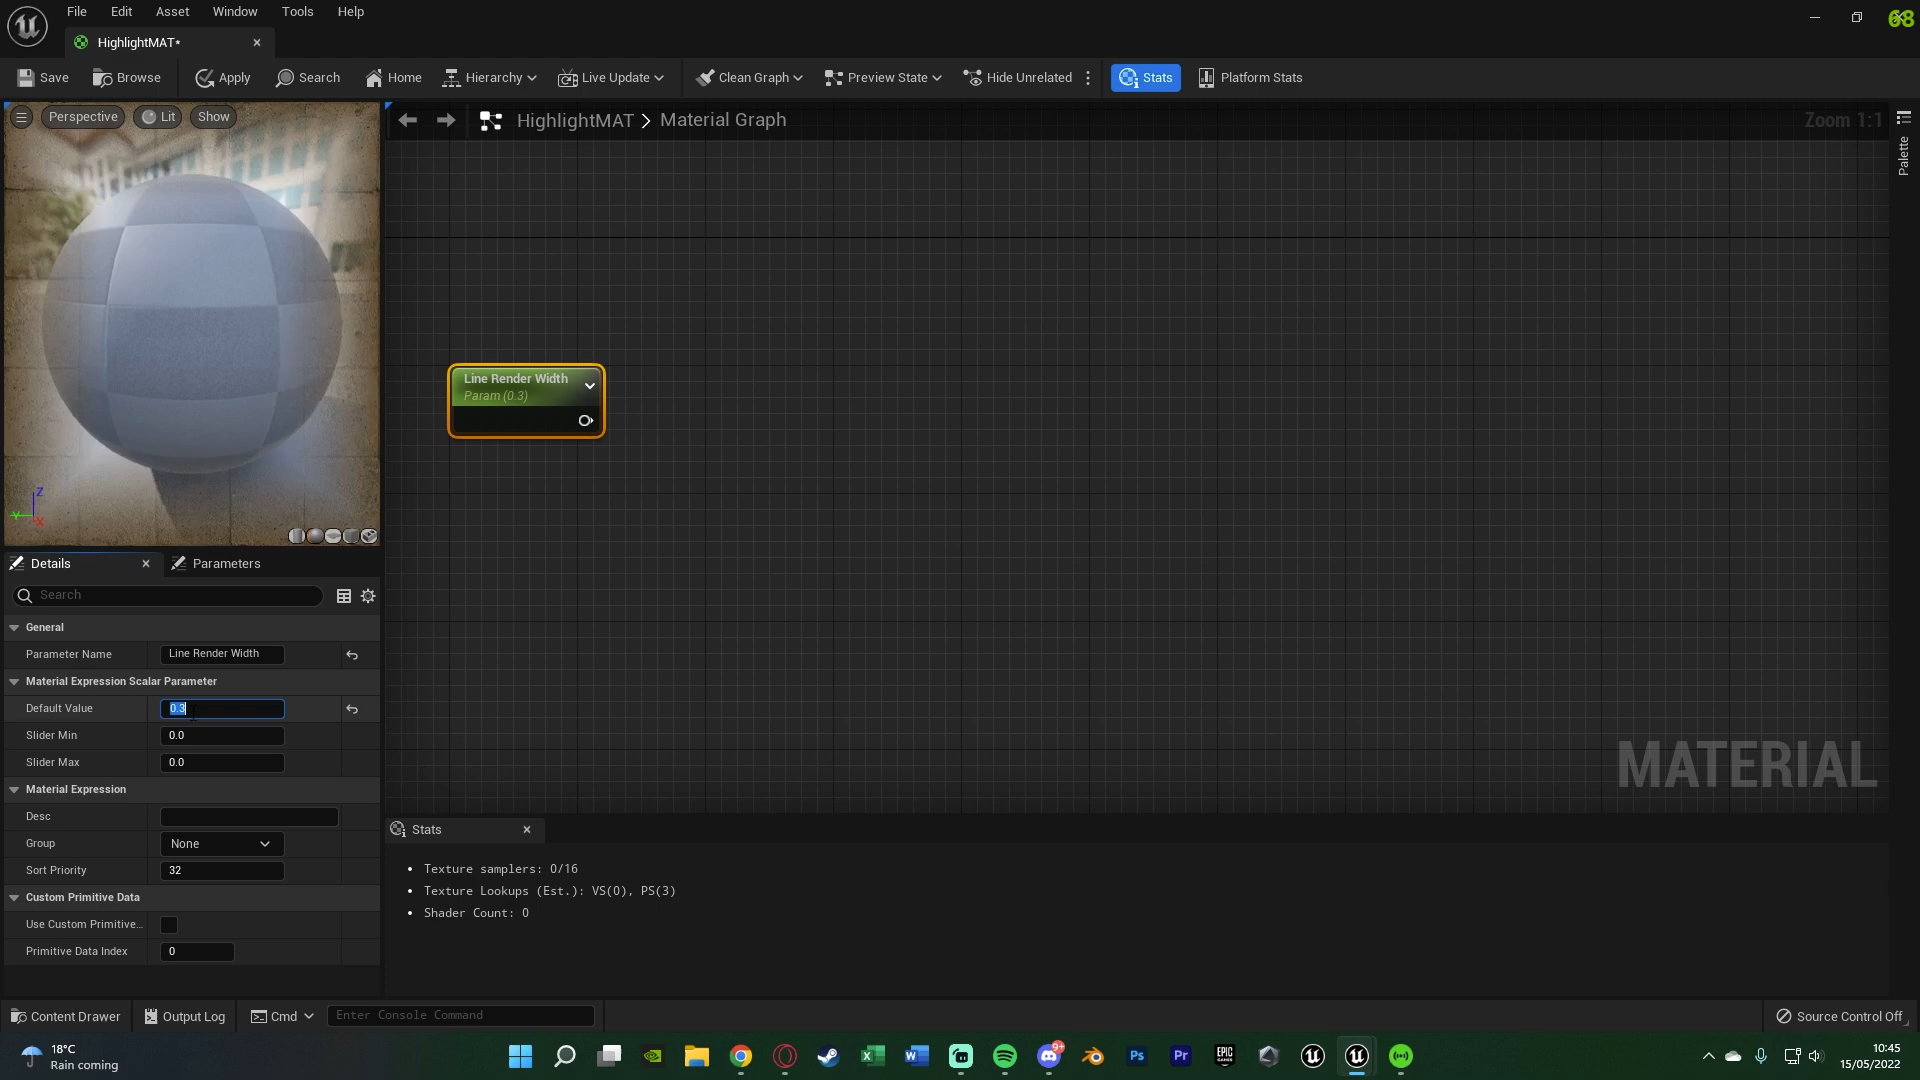 File Edit Asset Window Tools Help
68
HighlightMAT*
Save Browse Apply Search Home Hierarchy Live Update Clean Graph Preview State Hide Unrelated Stats Platform Stats
Perspective Lit Show
HighlightMAT > Material Graph
Zoom 1:1
Palette
Line Render Width
Param (0.3)
Z
Y
X
Details Parameters
Search
General
Parameter Name Line Render Width
Material Expression Scalar Parameter
Default Value 0.3
Slider Min 0.0
Slider Max 0.0
Material Expression
Desc
Group None
Sort Priority 32
Custom Primitive Data
Use Custom Primitive...
Primitive Data Index 0
MATERIAL
Stats
• Texture samplers: 0/16
• Texture Lookups (Est.): VS(0), PS(3)
• Shader Count: 0
Content Drawer Output Log Cmd Enter Console Command
Source Control Off
18°C
Rain coming
9+
Ps
Pr
EPIC GAMES
10:45
15/05/2022